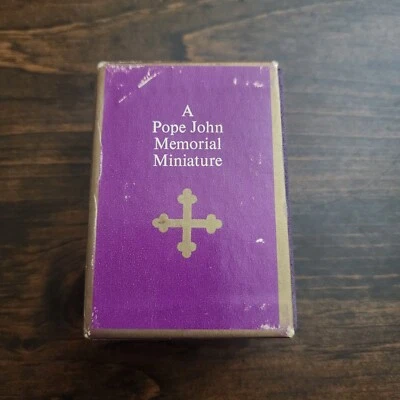 A
Pope John
Memorial
Miniature